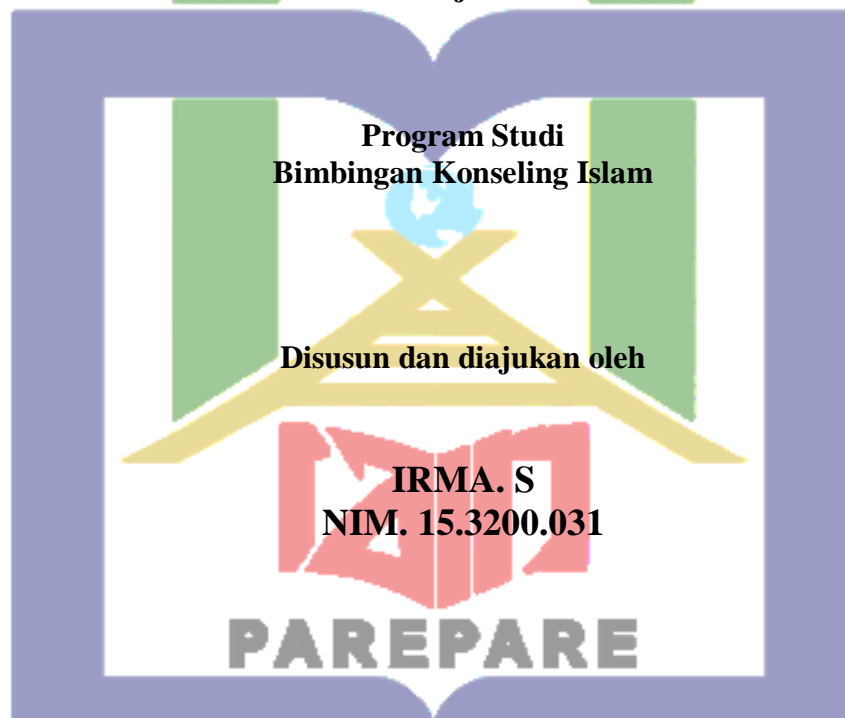 Program Studi
Bimbingan Konseling Islam
Disusun dan diajukan oleh
IRMA. S
NIM. 15.3200.031
PAREPARE